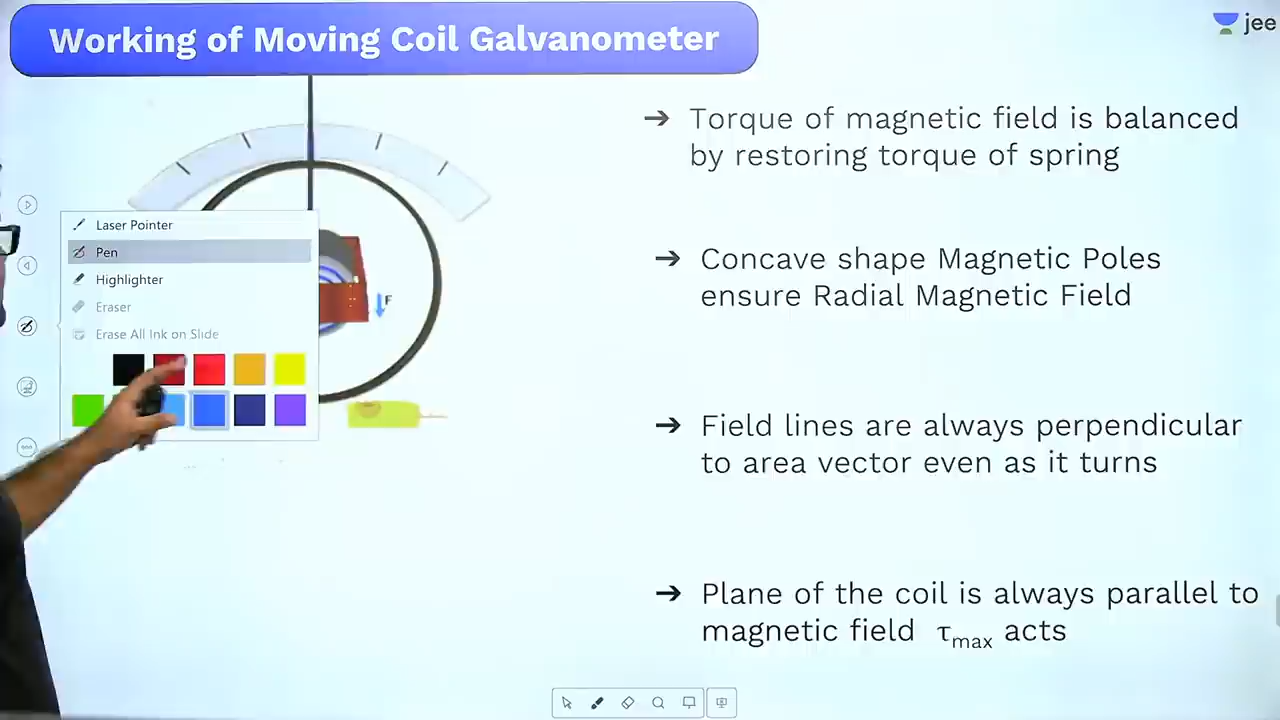 Working of Moving Coil Galvanometer
jee
→ Torque of magnetic field is balanced
by restoring torque of spring
Laser Pointer
Pen
Highlighter
Eraser
Erase All Ink on Slide
F
→ Concave shape Magnetic Poles
ensure Radial Magnetic Field
→ Field lines are always perpendicular
to area vector even as it turns
→ Plane of the coil is always parallel to
magnetic field τmax acts